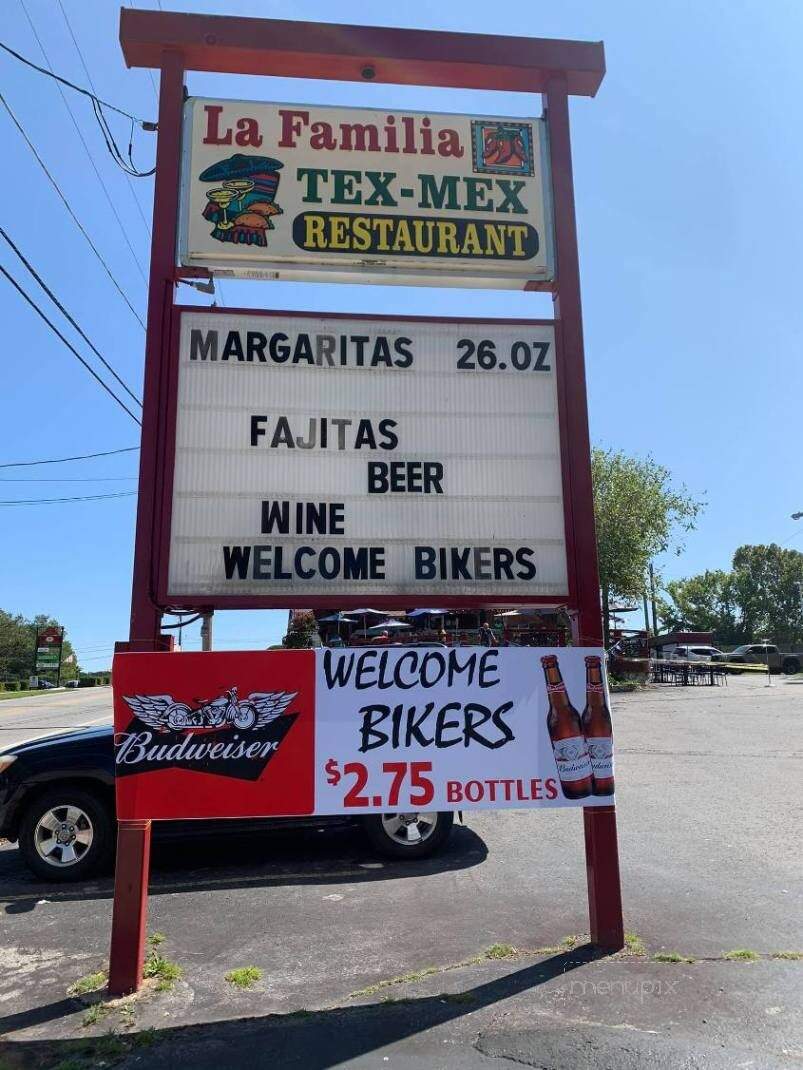 La Familia
TEX-MEX
RESTAURANT
MARGARITAS 26.OZ
FAJITAS
BEER
WINE
WELCOME BIKERS
Budweiser
WELCOME
BIKERS
$2.75 BOTTLES
menupix